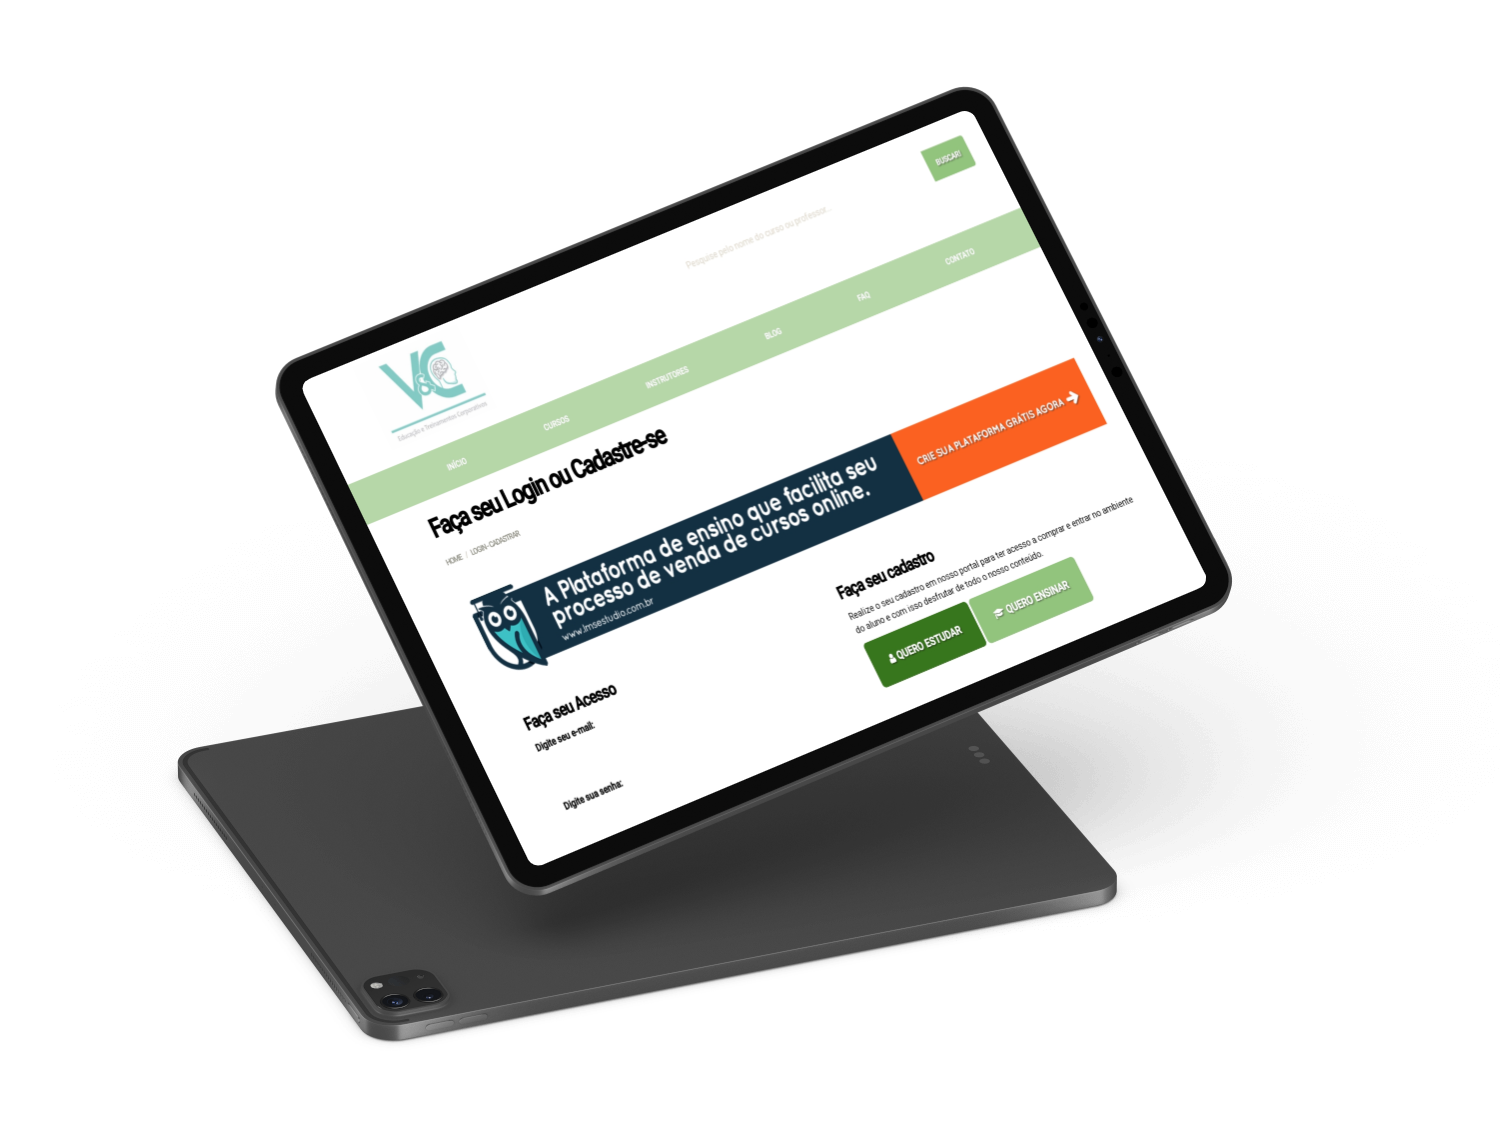 BUSCAR!
Pesquise pelo nome do curso ou professor...
V&C
Educação e Treinamentos Corporativos
INÍCIO
CURSOS
INSTRUTORES
BLOG
FAQ
CONTATO
Faça seu Login ou Cadastre-se
HOME / LOGIN-CADASTRAR
A Plataforma de ensino que facilita seu
processo de venda de cursos online.
www.lmsestudio.com.br
CRIE SUA PLATAFORMA GRÁTIS AGORA
Faça seu Acesso
Digite seu e-mail:
Digite sua senha:
Faça seu cadastro
Realize o seu cadastro em nosso portal para ter acesso a comprar e entrar no ambiente
do aluno e com isso desfrutar de todo o nosso conteúdo.
QUERO ESTUDAR
QUERO ENSINAR